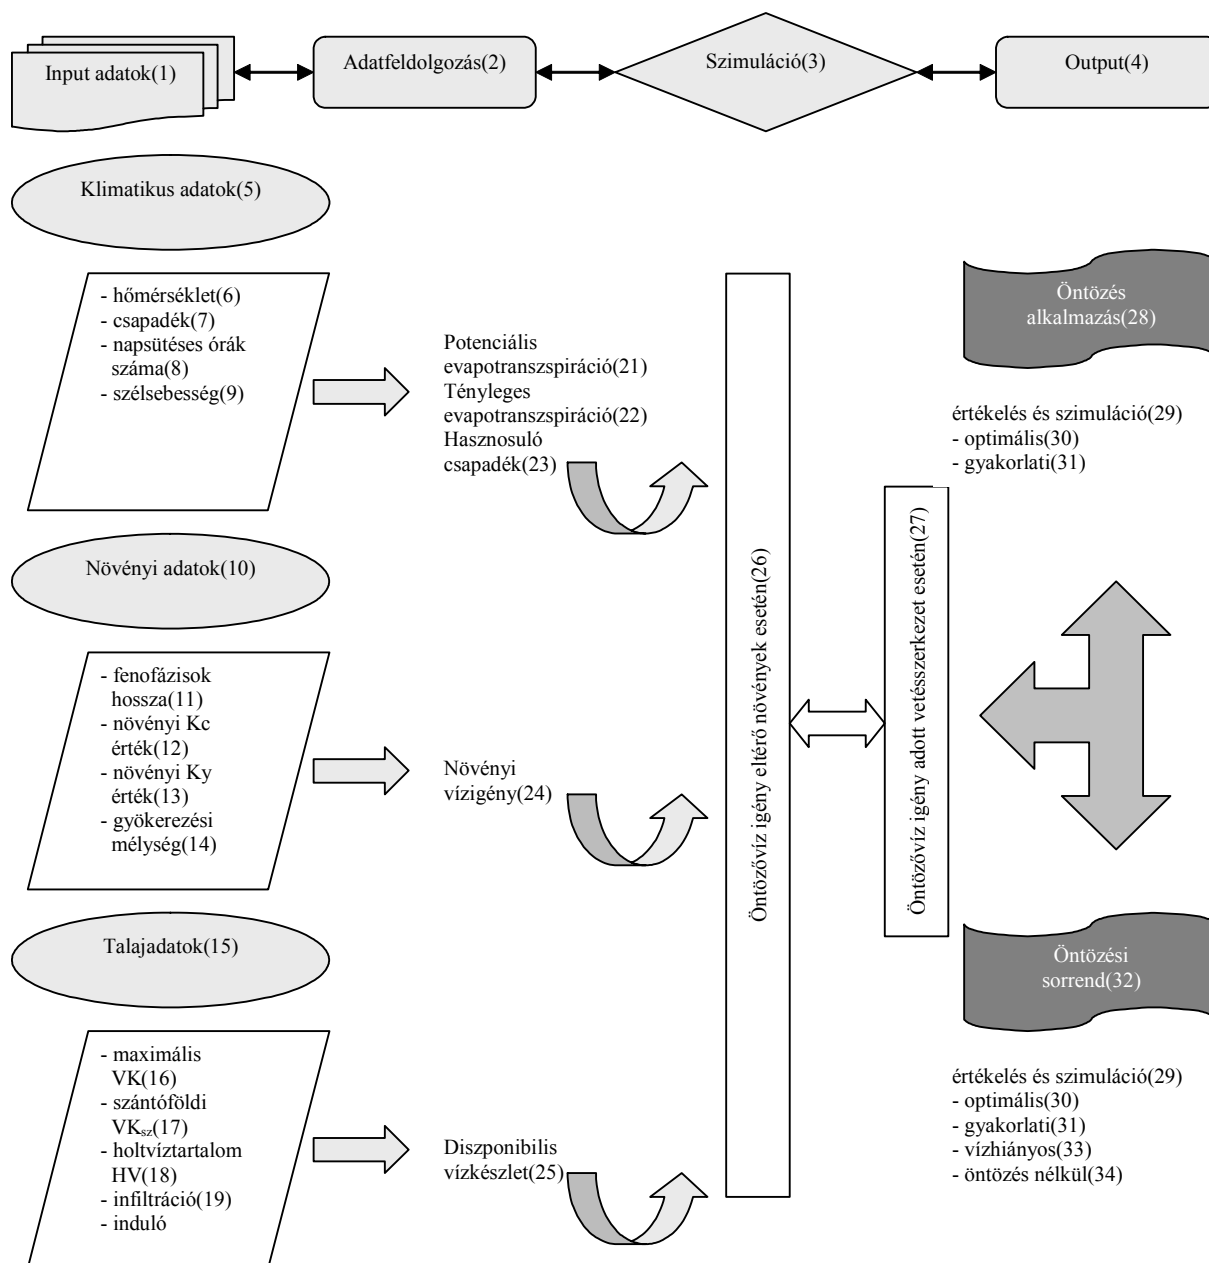 Input adatok(1)
Adatfeldolgozás(2)
Szimuláció(3)
Output(4)
Klimatikus adatok(5)
- hőmérséklet(6)
- csapadék(7)
- napsütéses órák
száma(8)
- szélsebesség(9)
Potenciális
evapotranszspiráció(21)
Tényleges
evapotranszspiráció(22)
Hasznosuló
csapadék(23)
Növényi adatok(10)
- fenofázisok
hossza(11)
- növényi Kc
érték(12)
- növényi Ky
érték(13)
- gyökerezési
mélység(14)
Növényi
vízigény(24)
Talajadatok(15)
- maximális
VK(16)
- szántóföldi
VKsz(17)
- holtvíztartalom
HV(18)
- infiltráció(19)
- induló
Diszponibilis
vízkészlet(25)
Öntözővíz igény eltérő növények esetén(26)
Öntözővíz igény adott vetésszerkezet esetén(27)
Öntözés
alkalmazás(28)
értékelés és szimuláció(29)
- optimális(30)
- gyakorlati(31)
Öntözési
sorrend(32)
értékelés és szimuláció(29)
- optimális(30)
- gyakorlati(31)
- vízhiányos(33)
- öntözés nélkül(34)